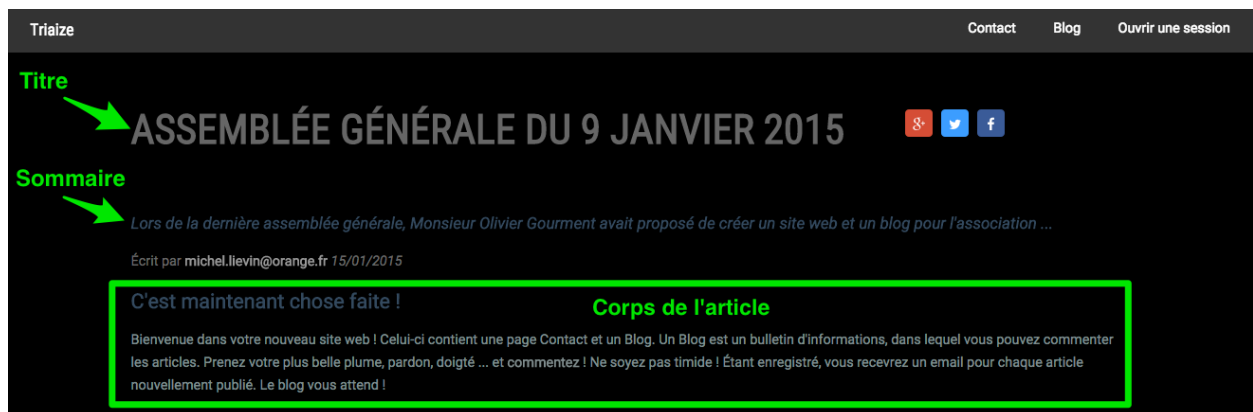 Triaize Contact Blog Ouvrir une session
Titre
ASSEMBLÉE GÉNÉRALE DU 9 JANVIER 2015
Sommaire
Lors de la dernière assemblée générale, Monsieur Olivier Gourment avait proposé de créer un site web et un blog pour l'association ...
Écrit par michel.lievin@orange.fr 15/01/2015
C'est maintenant chose faite !
Corps de l'article
Bienvenue dans votre nouveau site web ! Celui-ci contient une page Contact et un Blog. Un Blog est un bulletin d'informations, dans lequel vous pouvez commenter
les articles. Prenez votre plus belle plume, pardon, doigté ... et commentez ! Ne soyez pas timide ! Étant enregistré, vous recevrez un email pour chaque article
nouvellement publié. Le blog vous attend !